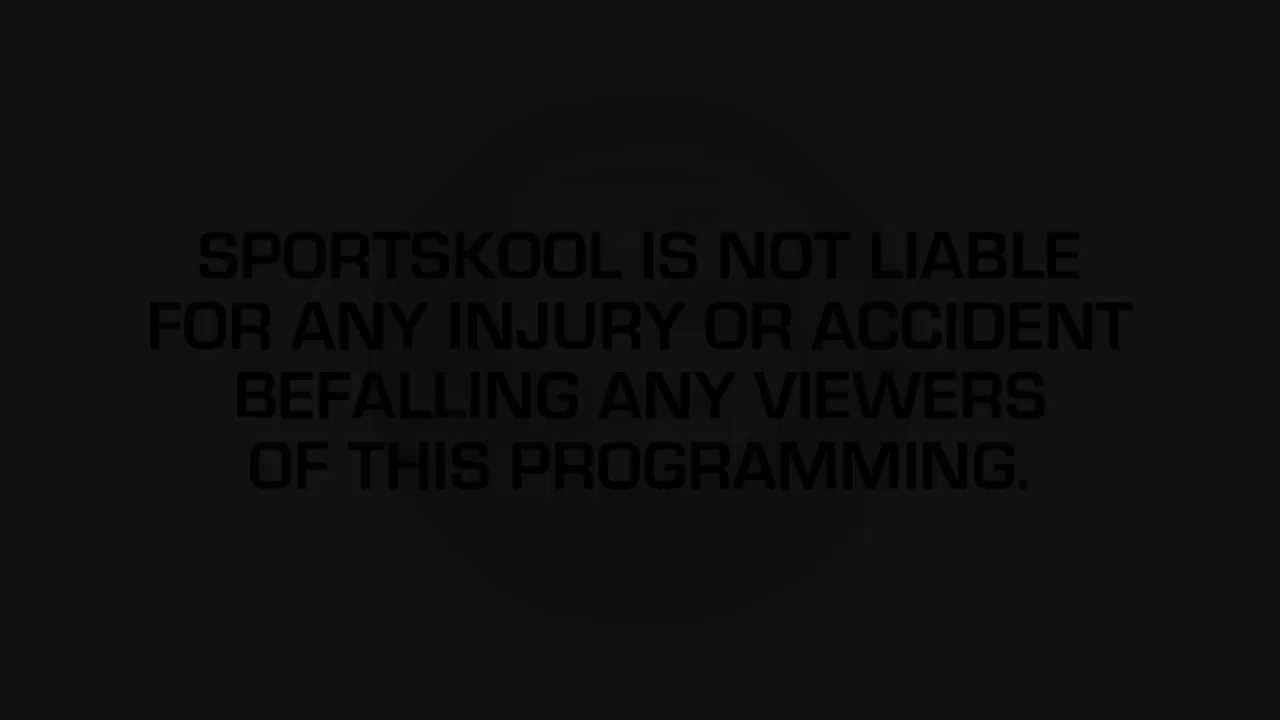 SPORTSKOOL IS NOT LIABLE
FOR ANY INJURY OR ACCIDENT
BEFALLING ANY VIEWERS
OF THIS PROGRAMMING.